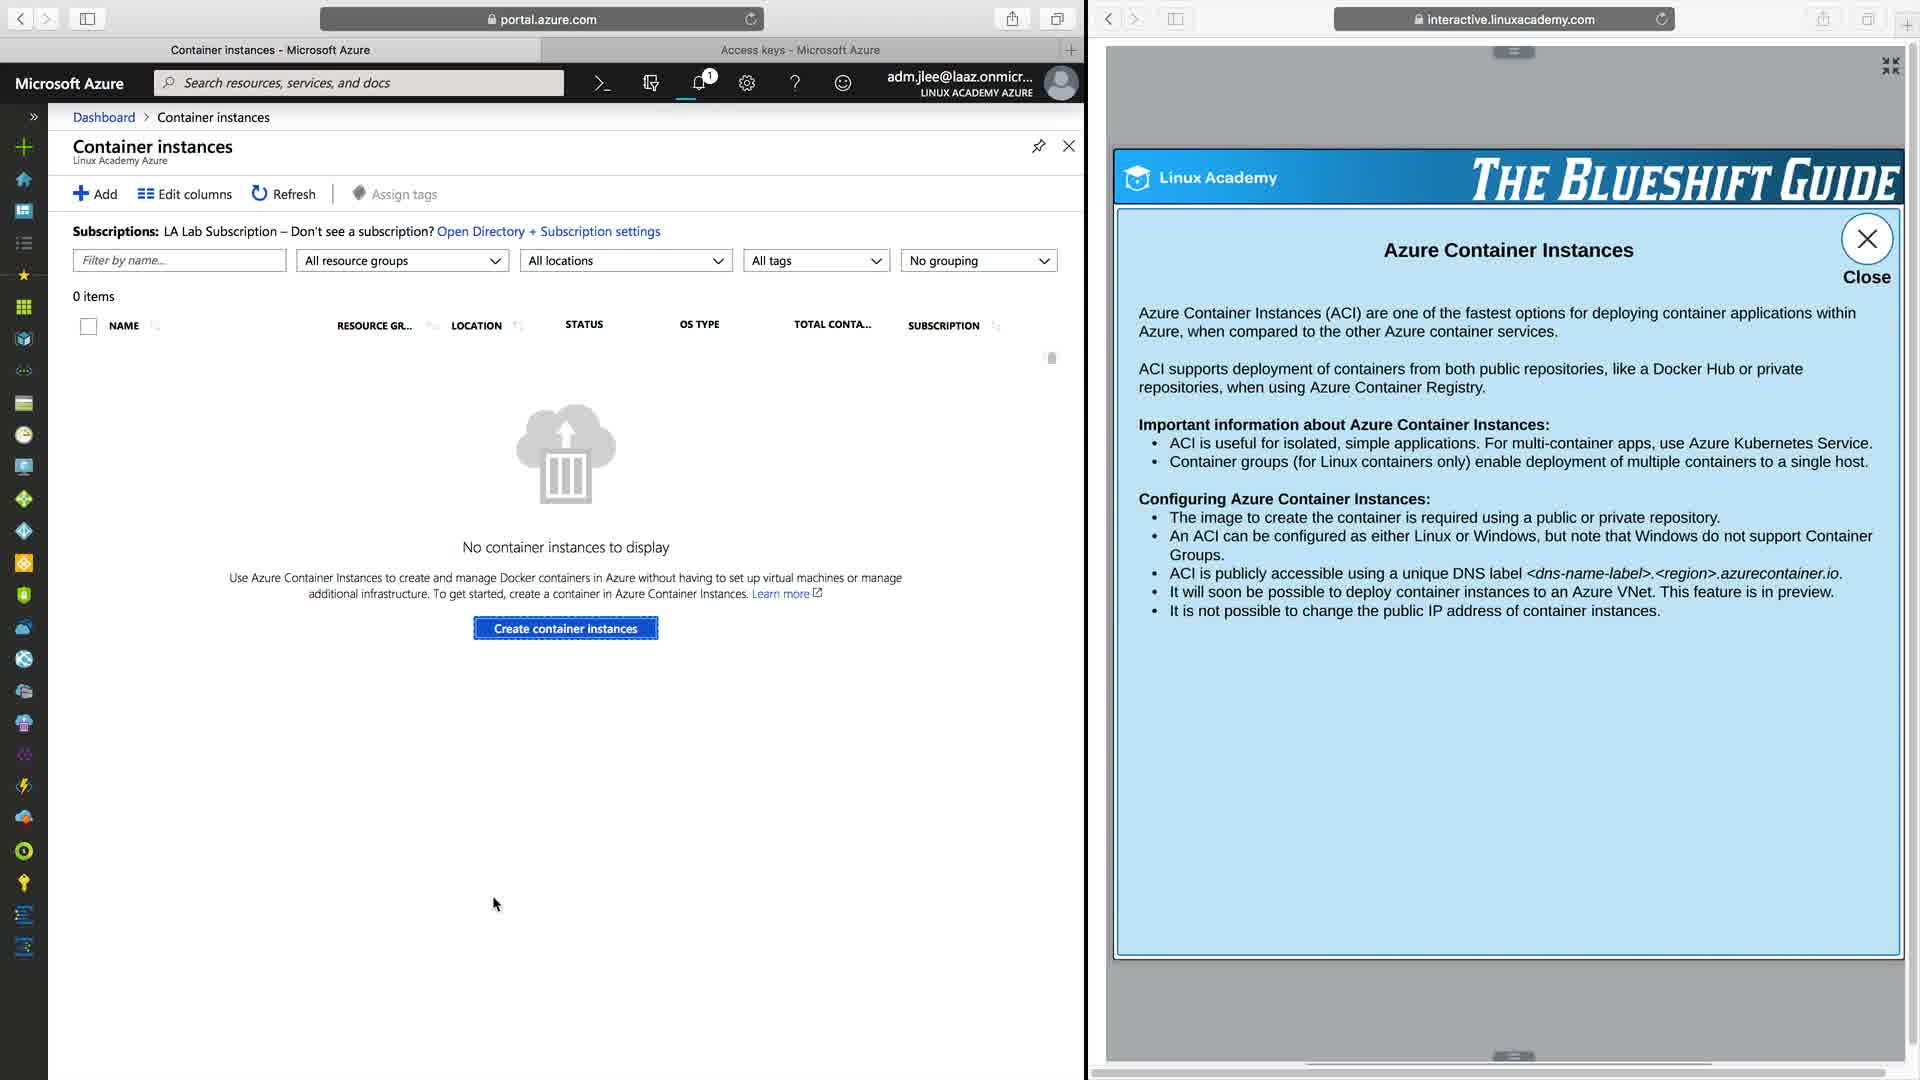 portal.azure.com
Container instances - Microsoft Azure
Access keys - Microsoft Azure
Microsoft Azure
Search resources, services, and docs
1
adm.jlee@laaz.onmicr...
LINUX ACADEMY AZURE
Dashboard > Container instances
Container instances
Linux Academy Azure
Add
Edit columns
Refresh
Assign tags
Subscriptions: LA Lab Subscription – Don't see a subscription? Open Directory + Subscription settings
Filter by name...
All resource groups
All locations
All tags
No grouping
0 items
NAME
RESOURCE GR...
LOCATION
STATUS
OS TYPE
TOTAL CONTA...
SUBSCRIPTION
No container instances to display
Use Azure Container Instances to create and manage Docker containers in Azure without having to set up virtual machines or manage
additional infrastructure. To get started, create a container in Azure Container Instances. Learn more
Create container instances
interactive.linuxacademy.com
Linux Academy
THE BLUESHIFT GUIDE
Azure Container Instances
Close
Azure Container Instances (ACI) are one of the fastest options for deploying container applications within
Azure, when compared to the other Azure container services.
ACI supports deployment of containers from both public repositories, like a Docker Hub or private
repositories, when using Azure Container Registry.
Important information about Azure Container Instances:
• ACI is useful for isolated, simple applications. For multi-container apps, use Azure Kubernetes Service.
• Container groups (for Linux containers only) enable deployment of multiple containers to a single host.
Configuring Azure Container Instances:
• The image to create the container is required using a public or private repository.
• An ACI can be configured as either Linux or Windows, but note that Windows do not support Container
Groups.
• ACI is publicly accessible using a unique DNS label <dns-name-label>.<region>.azurecontainer.io.
• It will soon be possible to deploy container instances to an Azure VNet. This feature is in preview.
• It is not possible to change the public IP address of container instances.